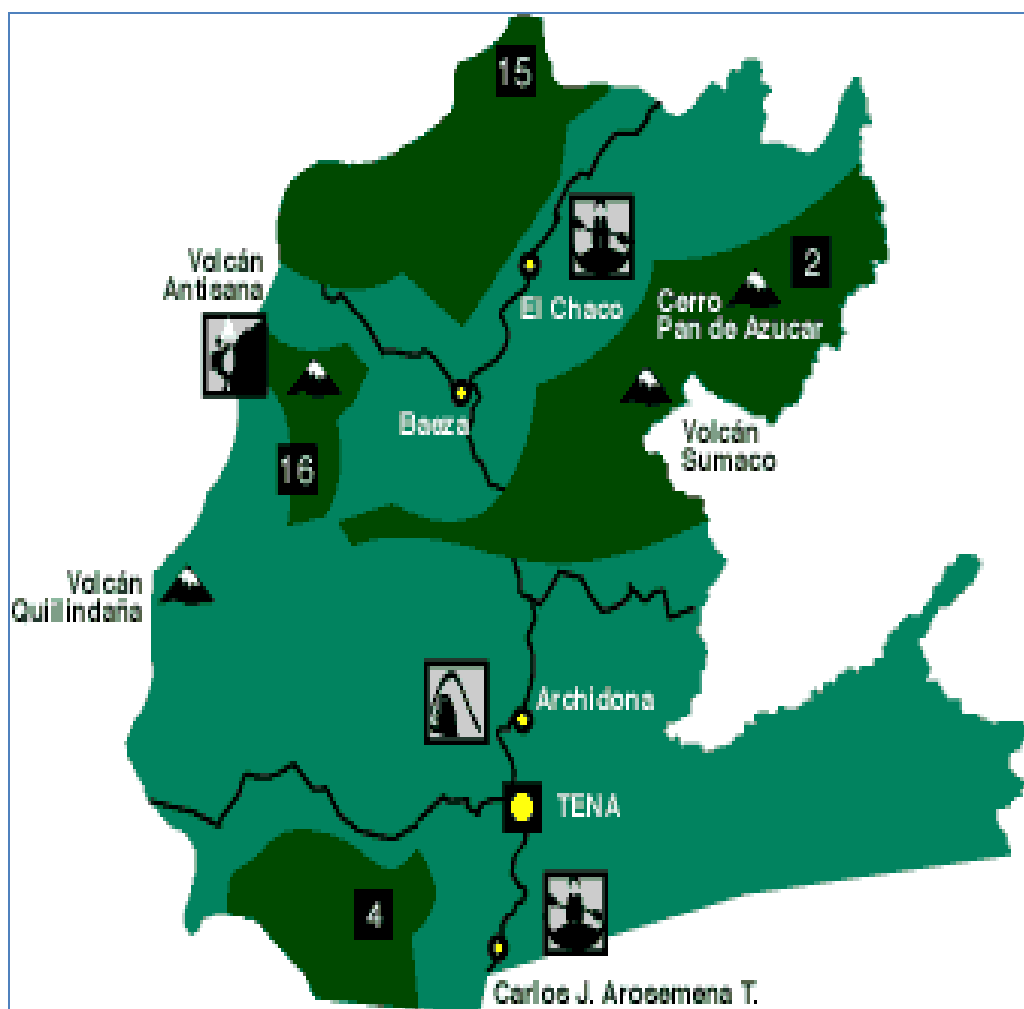 15
Volcán
Antisana
2
Cerro
Pan de Azucar
El Chaco
Baeza
Volcán
Sumaco
16
Volcán
Quilindaña
Archidona
TENA
4
Carlos J. Arosemena T.